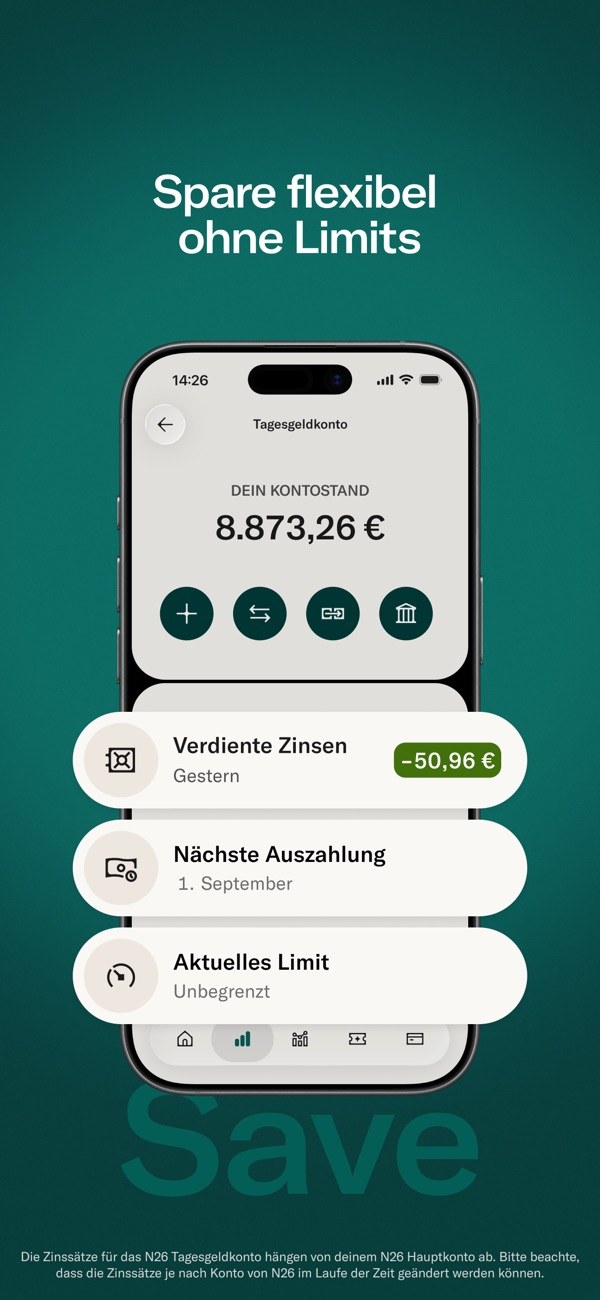 Spare flexibel
ohne Limits
14:26
Tagesgeldkonto
DEIN KONTOSTAND
8.873,26 €
Verdiente Zinsen
–50,96 €
Gestern
Nächste Auszahlung
1. September
Aktuelles Limit
Unbegrenzt
Save
Die Zinssätze für das N26 Tagesgeldkonto hängen von deinem N26 Hauptkonto ab. Bitte beachte,
dass die Zinssätze je nach Konto von N26 im Laufe der Zeit geändert werden können.